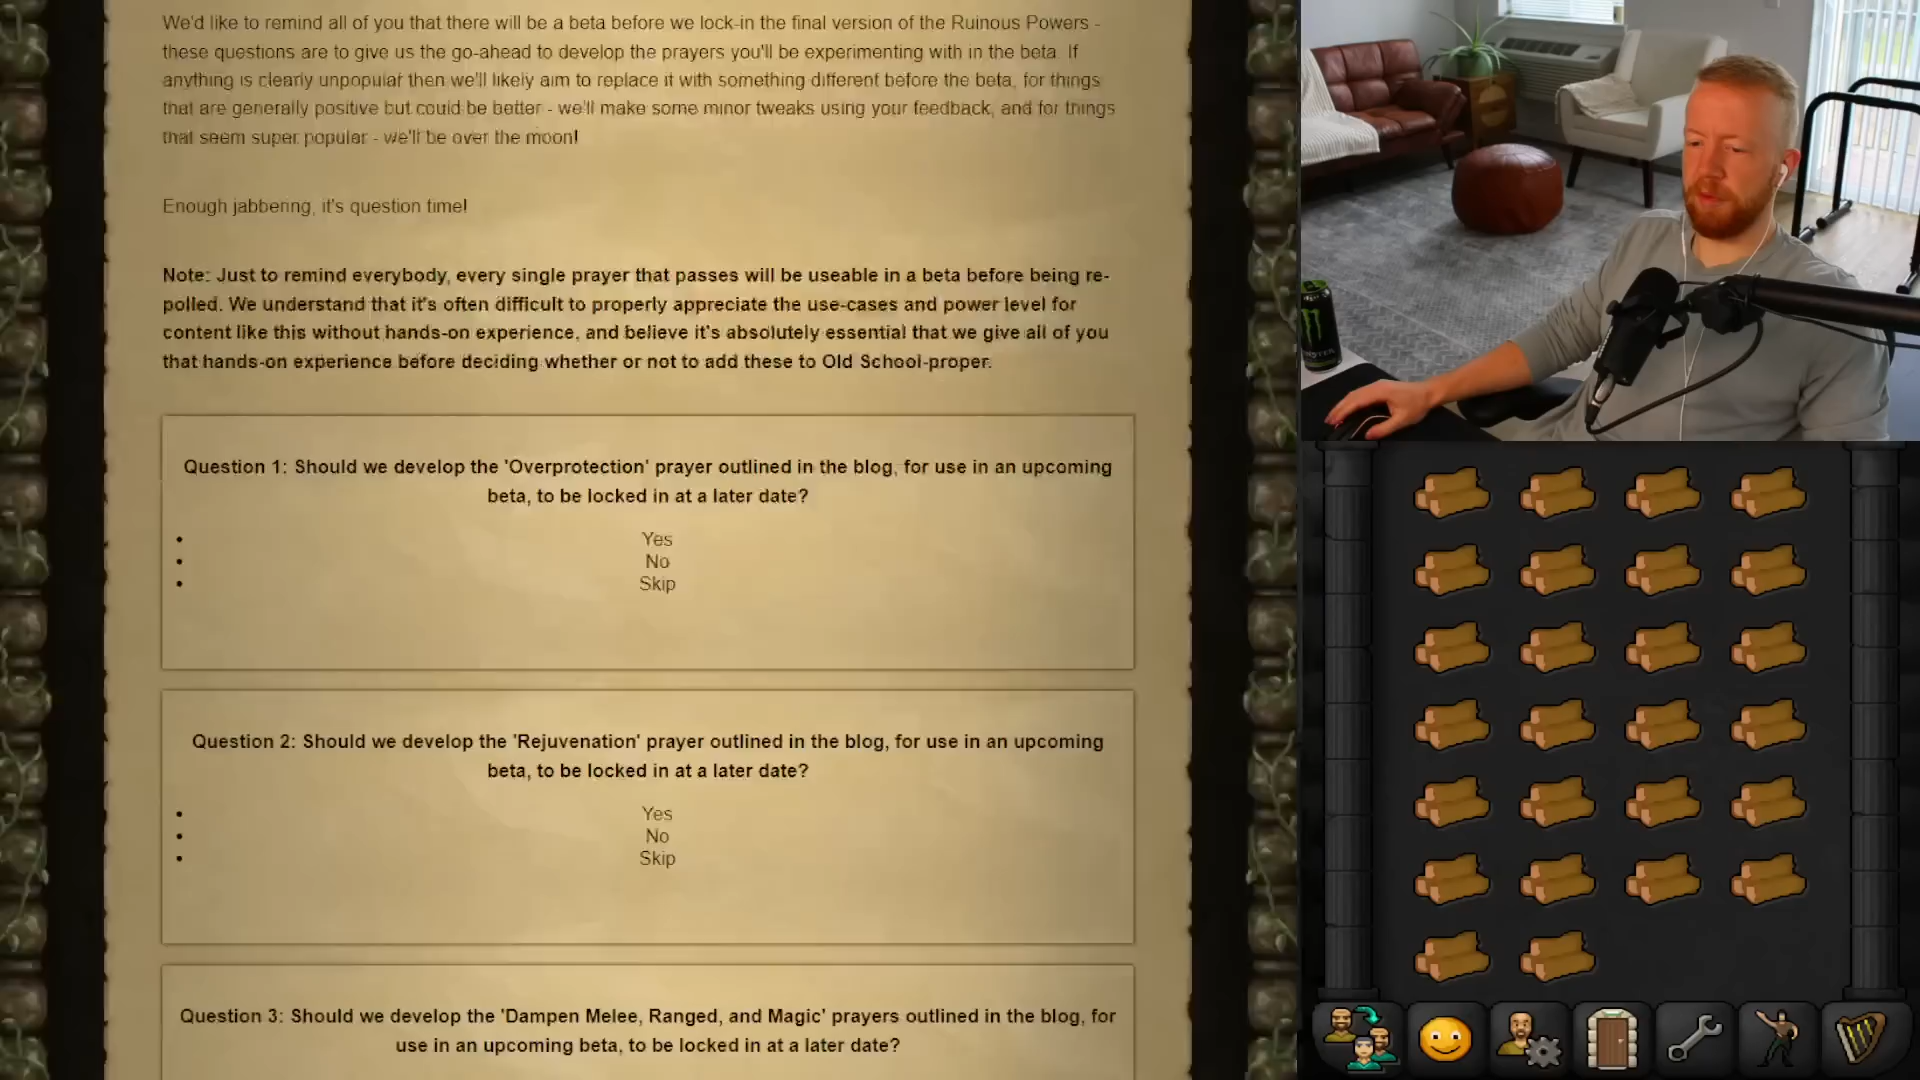 We'd like to remind all of you that there will be a beta before we lock-in the final version of the Ruinous Powers -
these questions are to give us the go-ahead to develop the prayers you'll be experimenting with in the beta. If
anything is clearly unpopular then we'll likely aim to replace it with something different before the beta, for things
that are generally positive but could be better - we'll make some minor tweaks using your feedback, and for things
that seem super popular - we'll be over the moon!
Enough jabbering, it's question time!
Note: Just to remind everybody, every single prayer that passes will be useable in a beta before being re-
polled. We understand that it's often difficult to properly appreciate the use-cases and power level for
content like this without hands-on experience, and believe it's absolutely essential that we give all of you
that hands-on experience before deciding whether or not to add these to Old School-proper.
Question 1: Should we develop the 'Overprotection' prayer outlined in the blog, for use in an upcoming
beta, to be locked in at a later date?
Yes
No
Skip
Question 2: Should we develop the 'Rejuvenation' prayer outlined in the blog, for use in an upcoming
beta, to be locked in at a later date?
Yes
No
Skip
Question 3: Should we develop the 'Dampen Melee, Ranged, and Magic' prayers outlined in the blog, for
use in an upcoming beta, to be locked in at a later date?
MONSTER